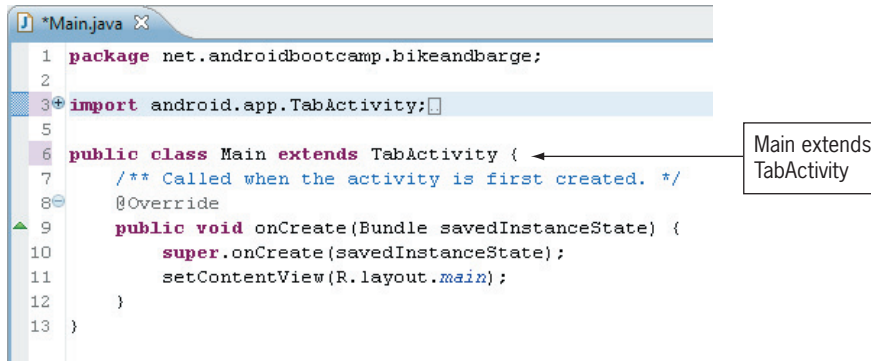 *Main.java
1 package net.androidbootcamp.bikeandbarge;
2
3 import android.app.TabActivity;
5
6 public class Main extends TabActivity {
7 /** Called when the activity is first created. */
8 @Override
9 public void onCreate(Bundle savedInstanceState) {
10 super.onCreate(savedInstanceState);
11 setContentView(R.layout.main);
12 }
13 }
Main extends
TabActivity